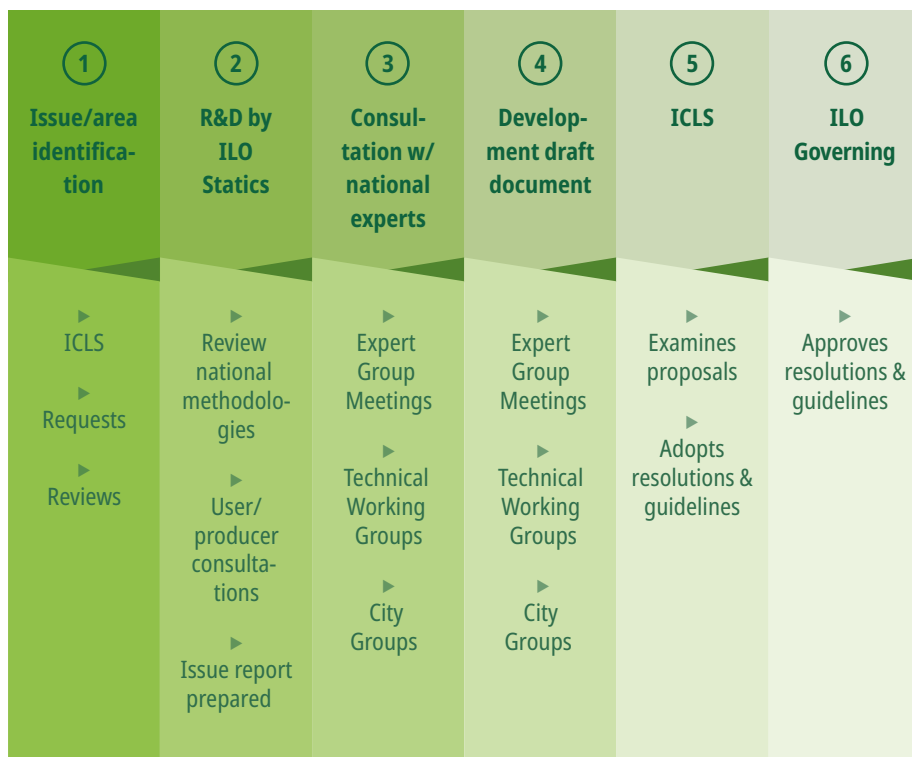 1
Issue/area
identifica-
tion
▶
ICLS
▶
Requests
▶
Reviews
2
R&D by
ILO
Statics
▶
Review
national
methodolo-
gies
▶
User/
producer
consulta-
tions
▶
Issue report
prepared
3
Consul-
tation w/
national
experts
▶
Expert
Group
Meetings
▶
Technical
Working
Groups
▶
City
Groups
4
Develop-
ment draft
document
▶
Expert
Group
Meetings
▶
Technical
Working
Groups
▶
City
Groups
5
ICLS
▶
Examines
proposals
▶
Adopts
resolutions &
guidelines
6
ILO
Governing
▶
Approves
resolutions &
guidelines